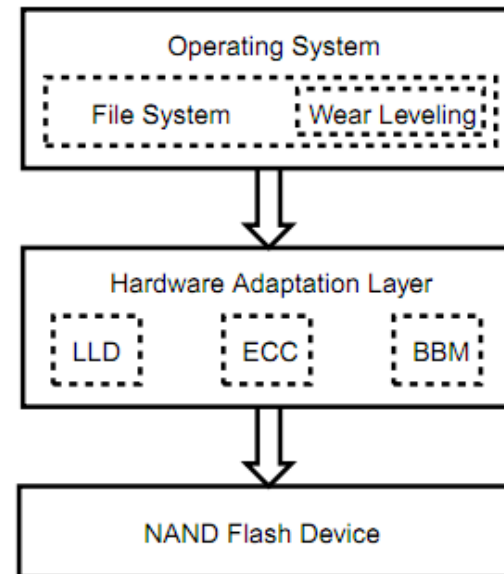 Operating System
File System Wear Leveling
Hardware Adaptation Layer
LLD ECC BBM
NAND Flash Device